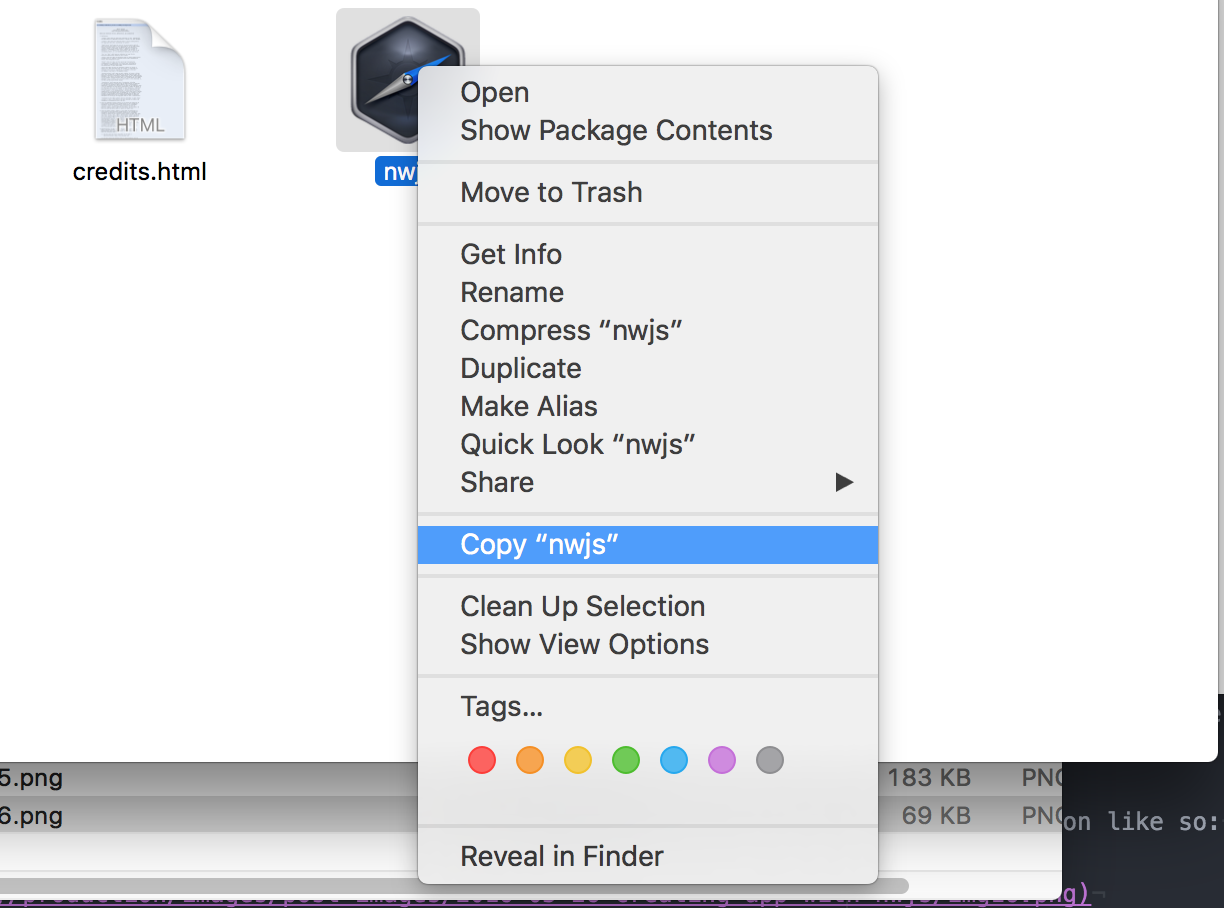 HTML
credits.html
Open
Show Package Contents
Move to Trash
Get Info
Rename
Compress “nwjs”
Duplicate
Make Alias
Quick Look “nwjs”
Share
Copy “nwjs”
Clean Up Selection
Show View Options
Tags...
5.png 183 KB PNG
6.png 69 KB PNG
on like so:
Reveal in Finder